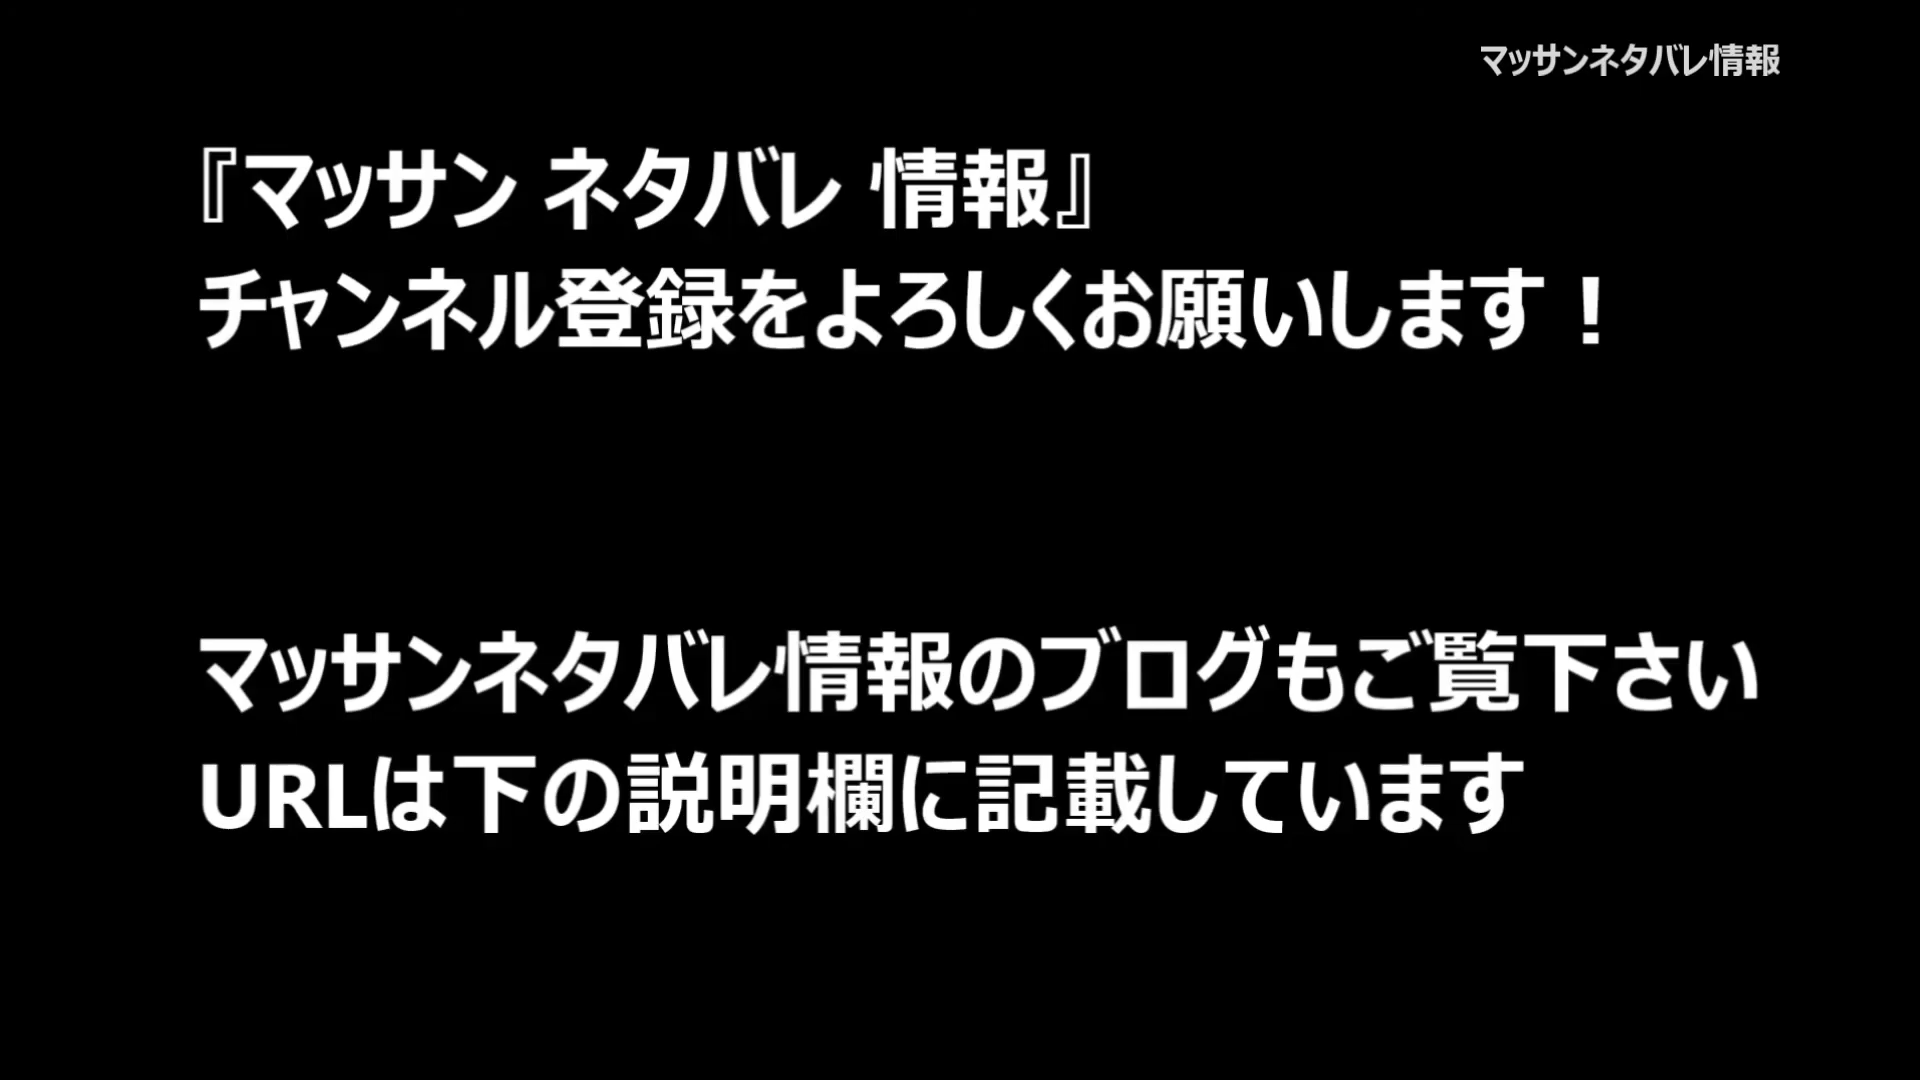 マッサンネタバレ情報
『マッサン ネタバレ 情報』
チャンネル登録をよろしくお願いします！
マッサンネタバレ情報のブログもご覧下さい
URLは下の説明欄に記載しています